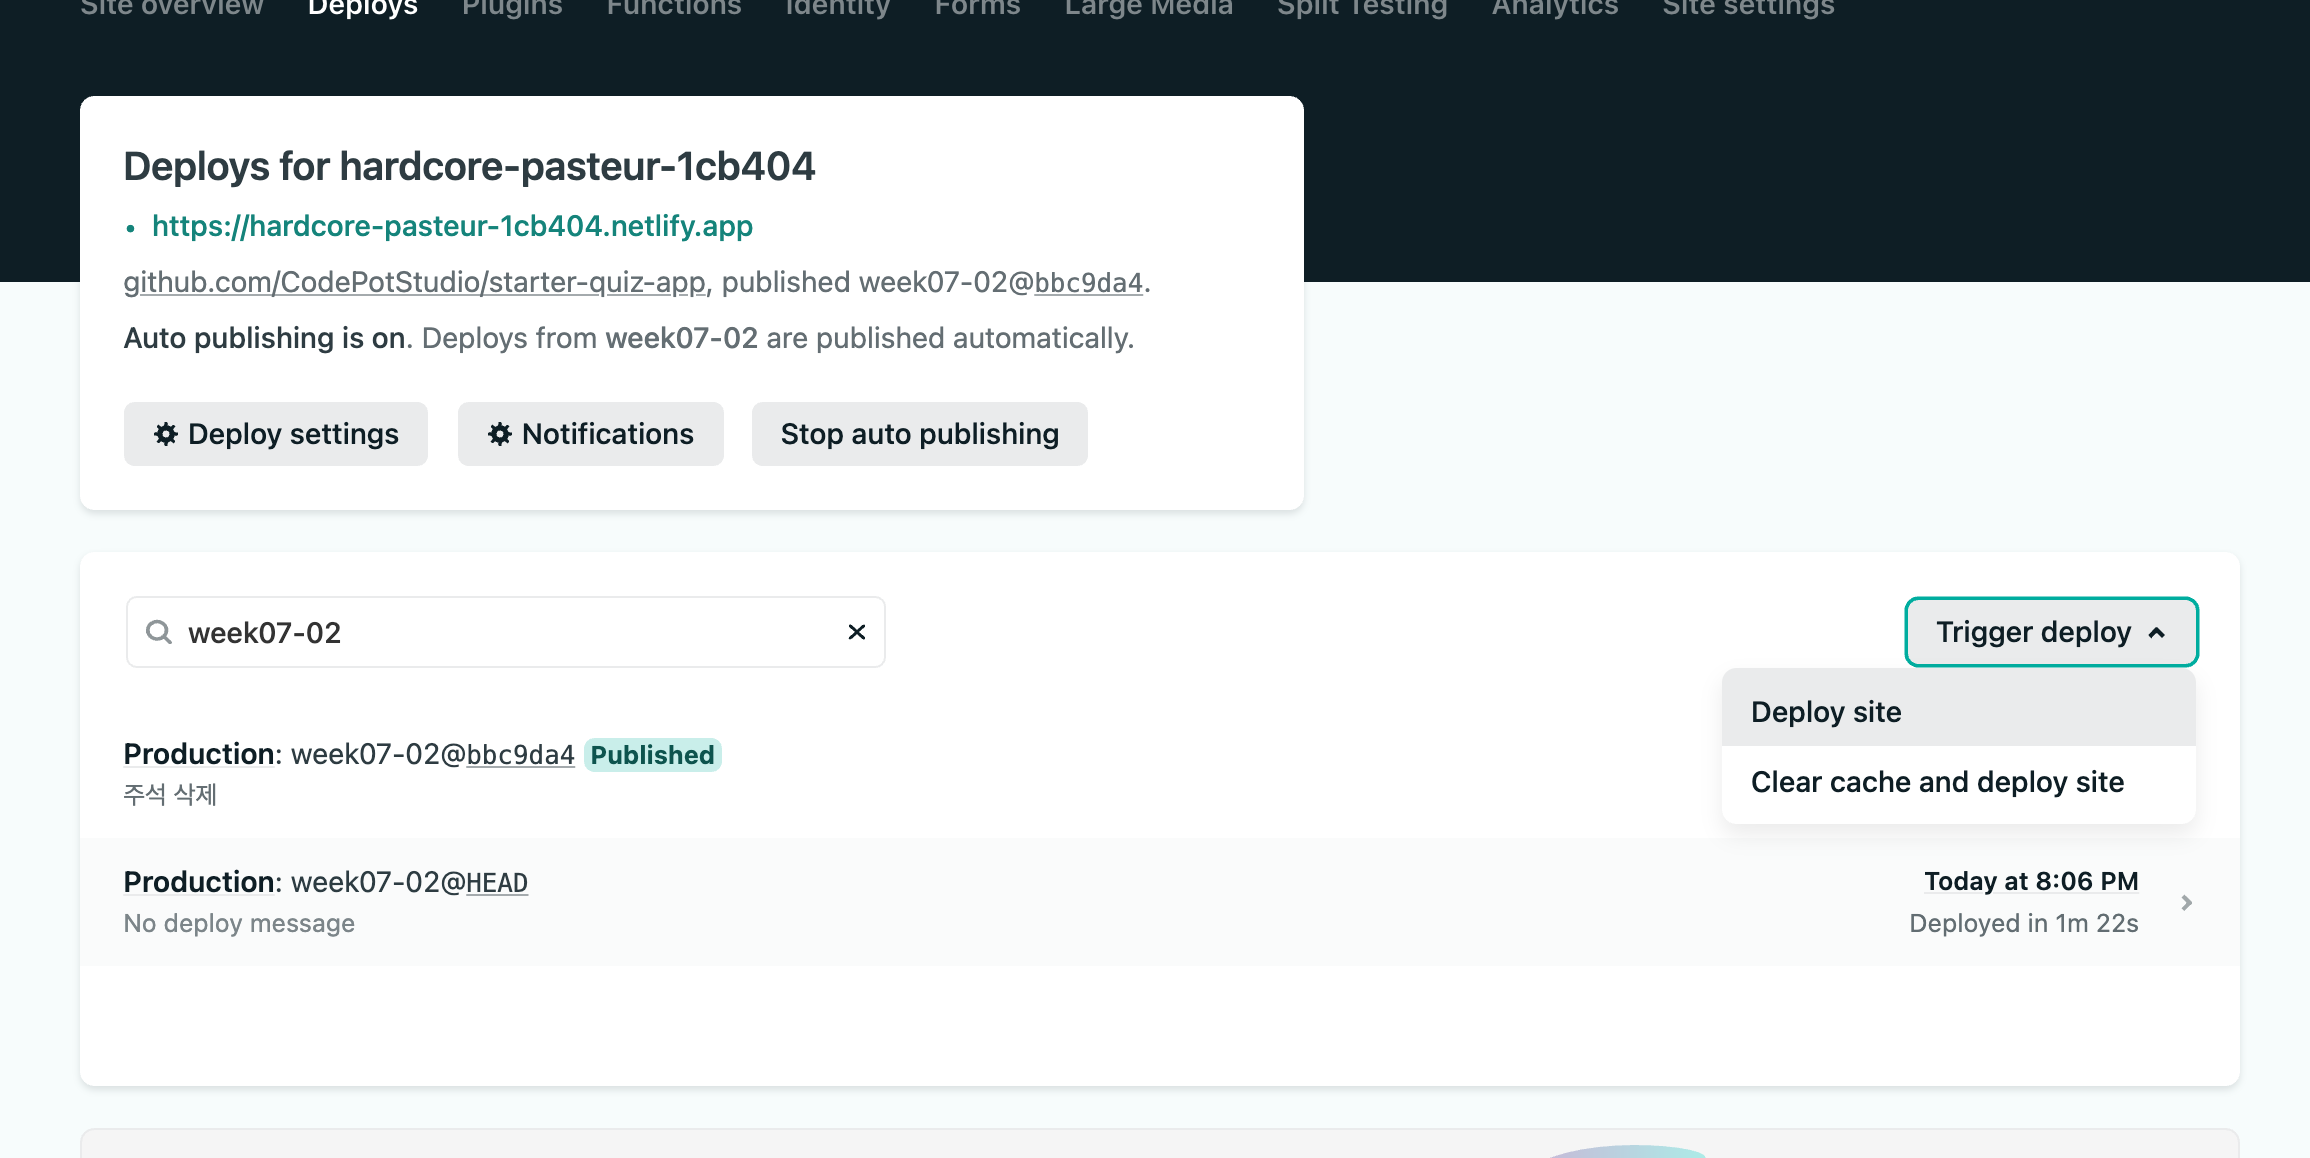 Site overview Deploys Plugins Functions Identity Forms Large Media Split Testing Analytics Site settings
Deploys for hardcore-pasteur-1cb404
• https://hardcore-pasteur-1cb404.netlify.app
github.com/CodePotStudio/starter-quiz-app, published week07-02@bbc9da4.
Auto publishing is on. Deploys from week07-02 are published automatically.
Deploy settings Notifications Stop auto publishing
week07-02
Trigger deploy
Deploy site
Clear cache and deploy site
Production: week07-02@bbc9da4 Published
주석 삭제
Production: week07-02@HEAD
No deploy message
Today at 8:06 PM
Deployed in 1m 22s